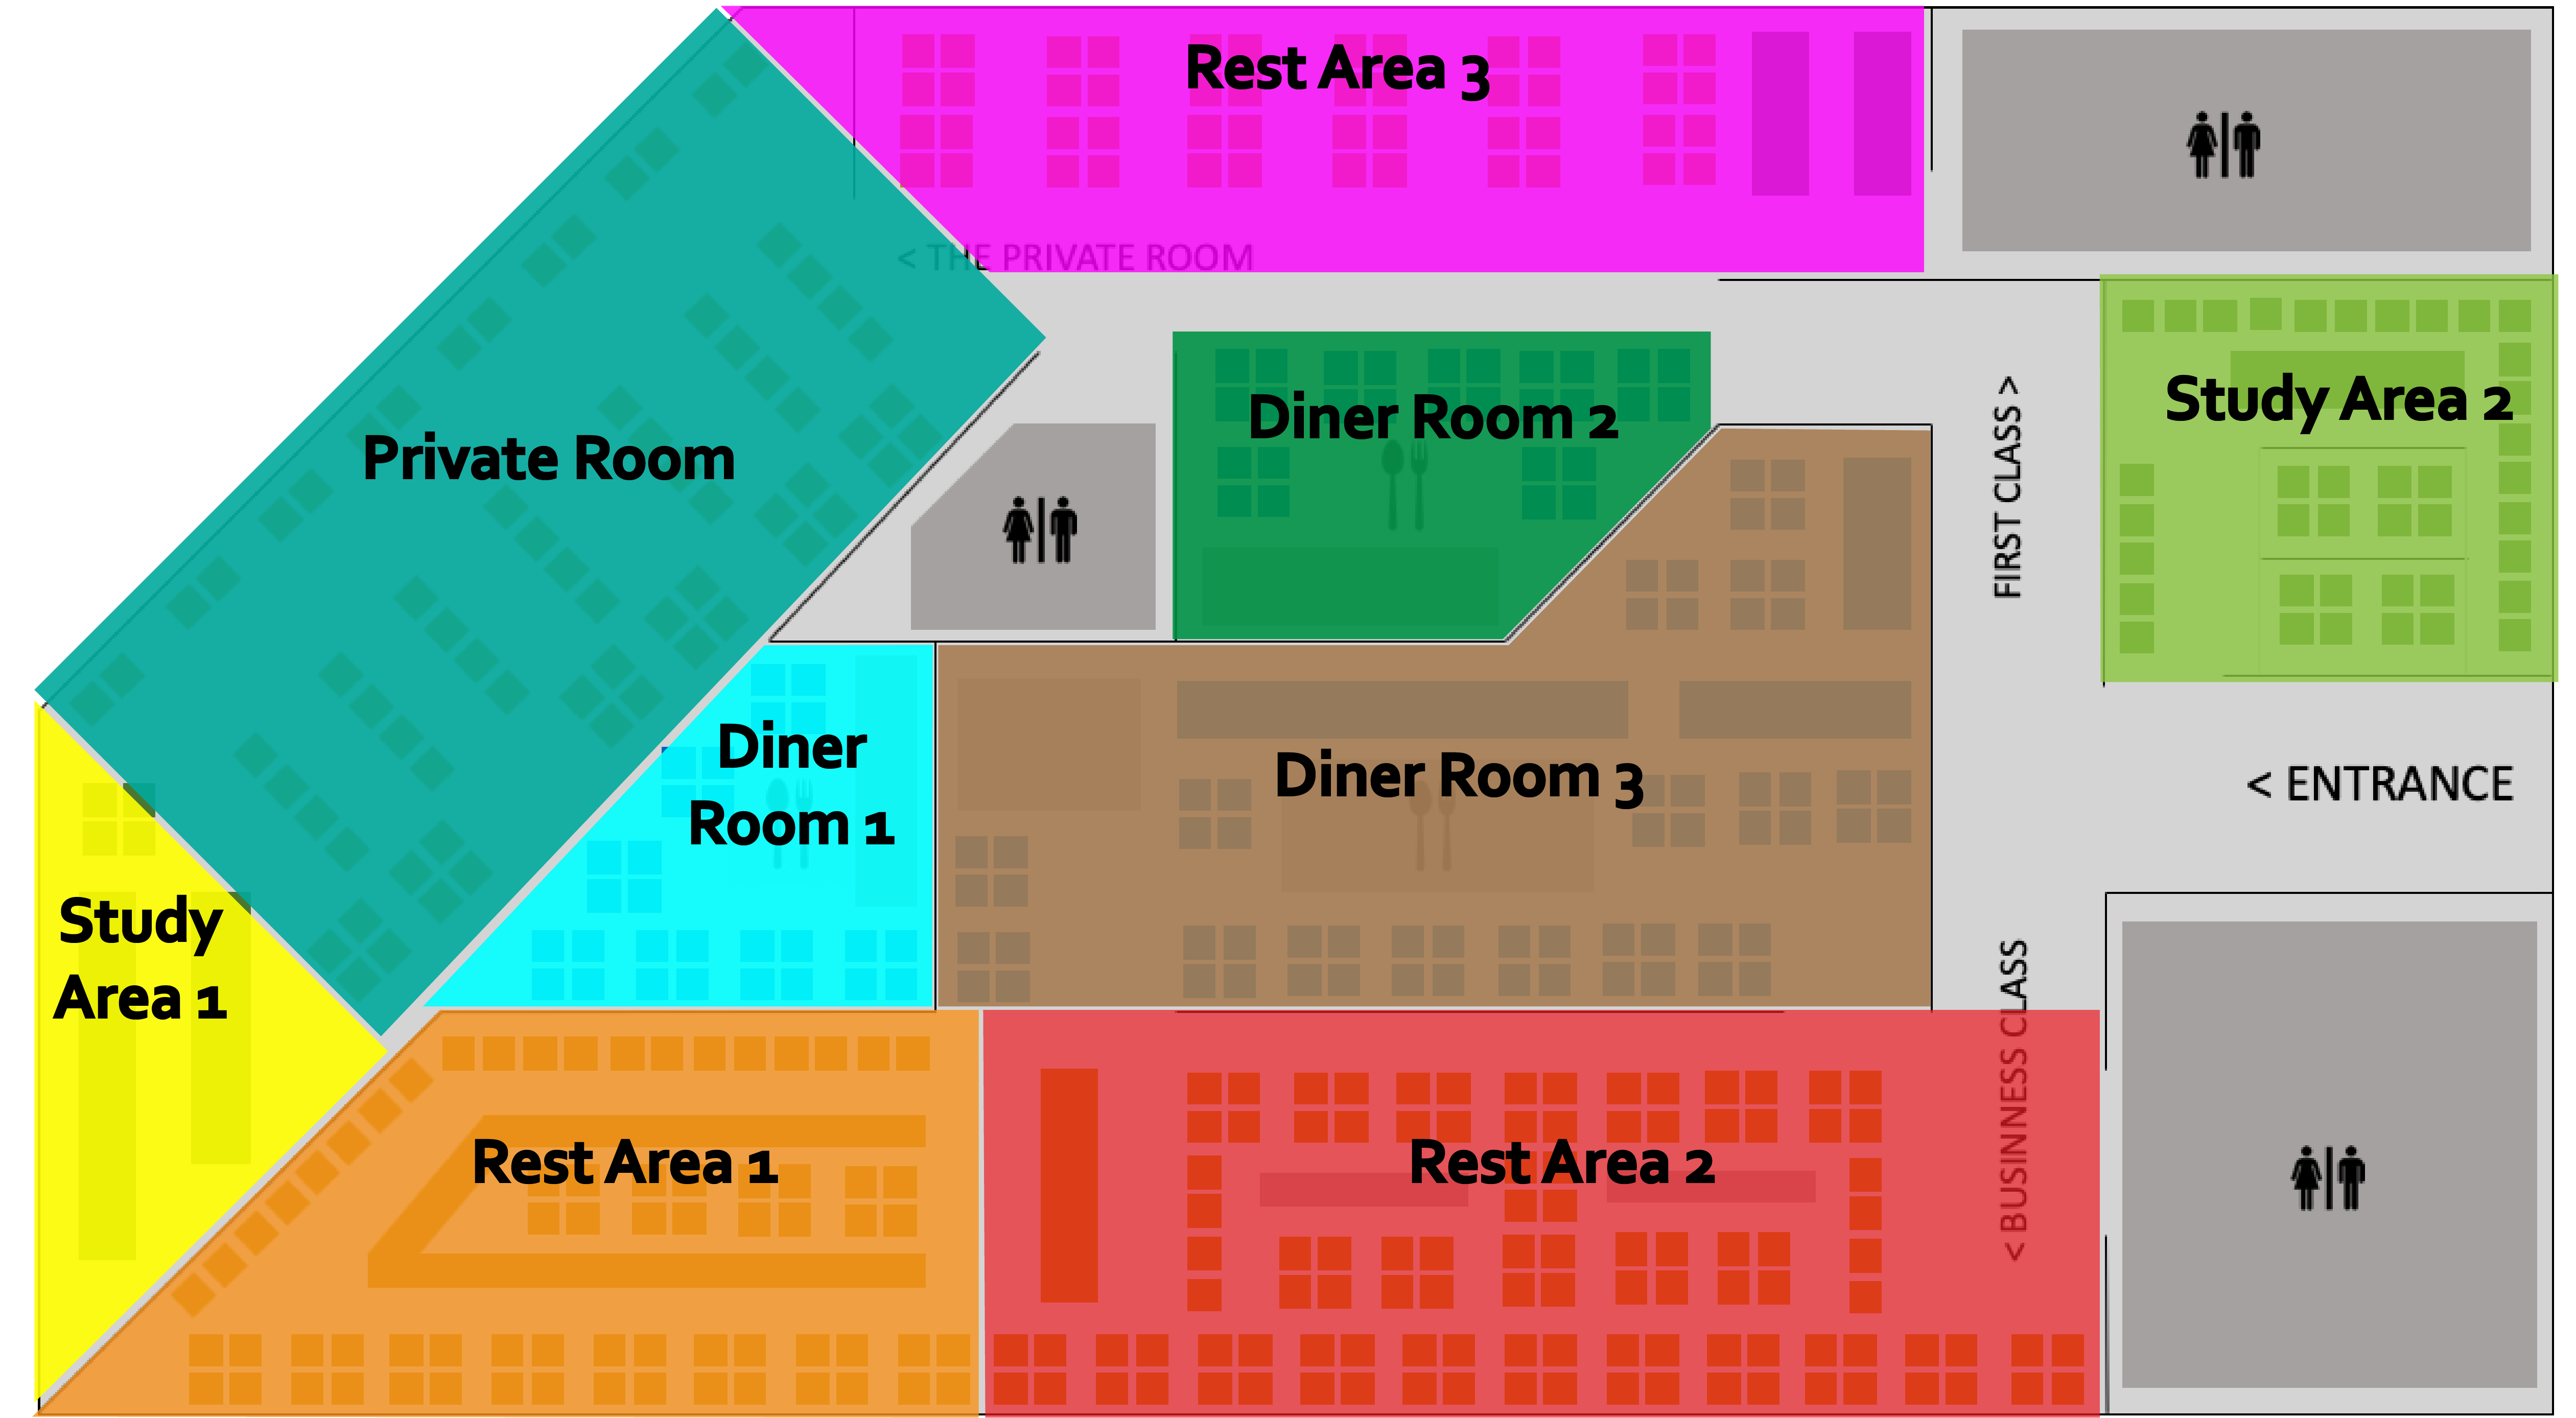 Rest Area 3
< THE PRIVATE ROOM
Diner Room 2
FIRST CLASS >
Study Area 2
Private Room
Diner
Room 1
Diner Room 3
< ENTRANCE
Study
Area 1
Rest Area 1
Rest Area 2
< BUSINNESS CLASS